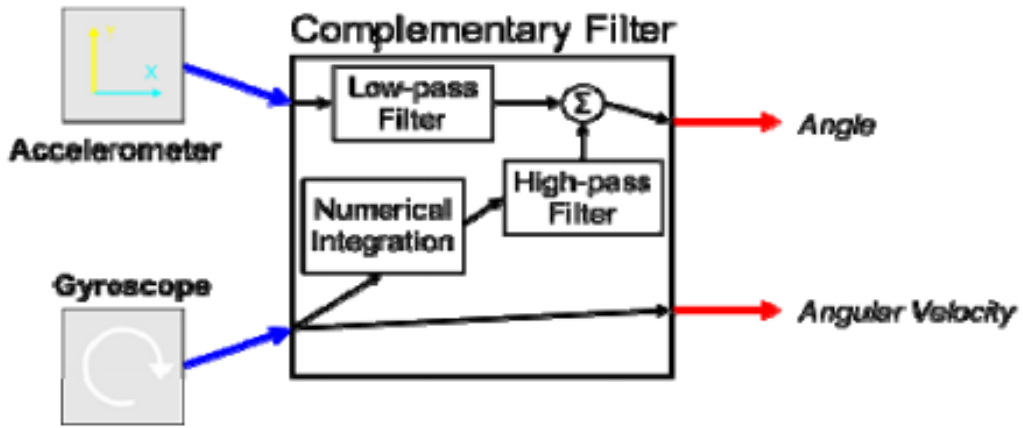 Complementary Filter
Y
X
Accelerometer
Low-pass
Filter
Σ
Angle
High-pass
Filter
Numerical
Integration
Gyroscope
Angular Velocity